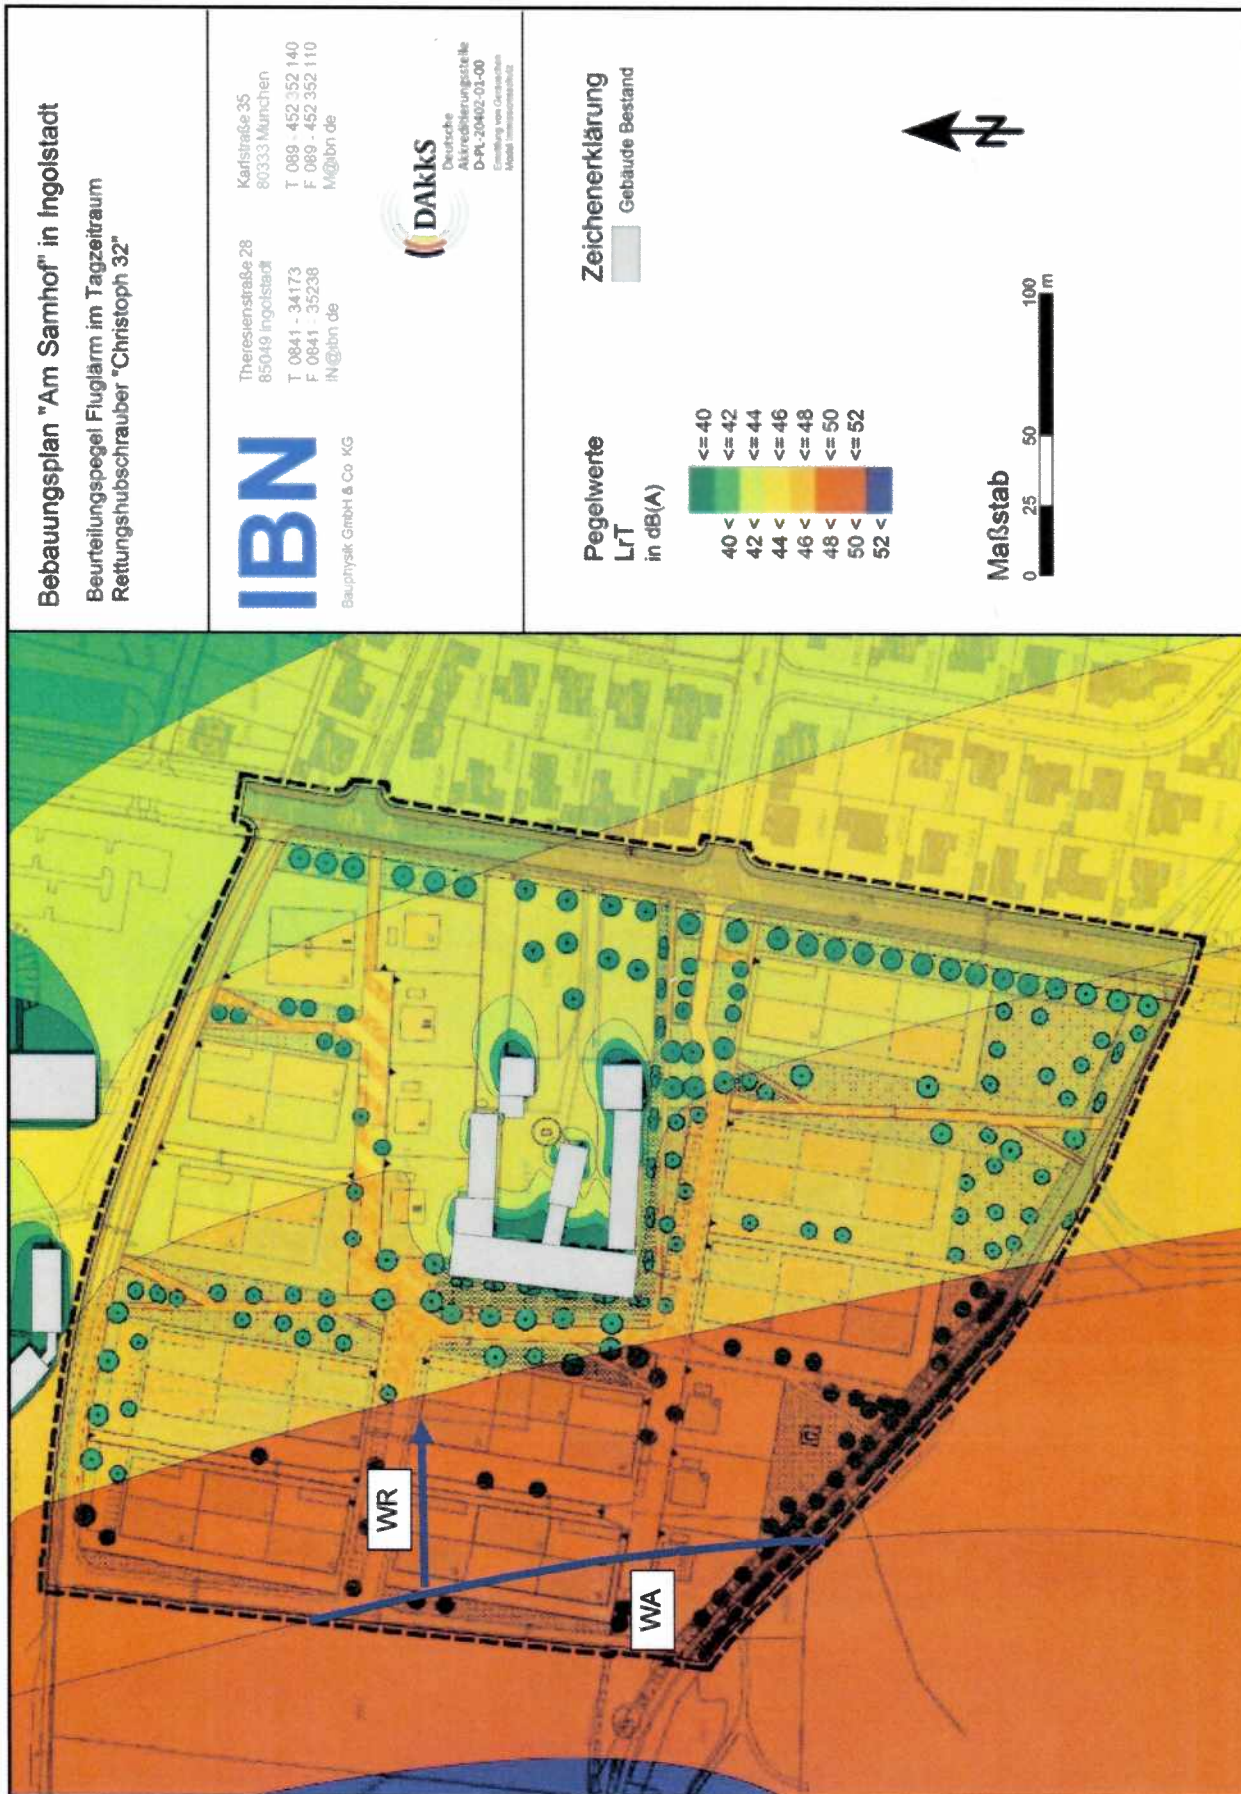 Bebauungsplan "Am Samhof" in Ingolstadt
Beurteilungspegel Fluglärm im Tagzeitraum
Rettungshubschrauber "Christoph 32"
IBN
Bauphysik GmbH & Co KG
Theresienstraße 28
85049 Ingolstadt
T 0841 - 34173
F 0841 - 35238
IN@ibn de
Karlstraße 35
80333 München
T 089 - 452 352 140
F 089 - 452 352 110
M@ibn de
DAkkS
Deutsche
Akkreditierungsstelle
D-PL-20402-01-00
Pegelwerte
LrT
in dB(A)
<= 40
40 < <= 42
42 < <= 44
44 < <= 46
46 < <= 48
48 < <= 50
50 < <= 52
52 <
Zeichenerklärung
Gebäude Bestand
Maßstab
0 25 50 100
m
N
WR
WA